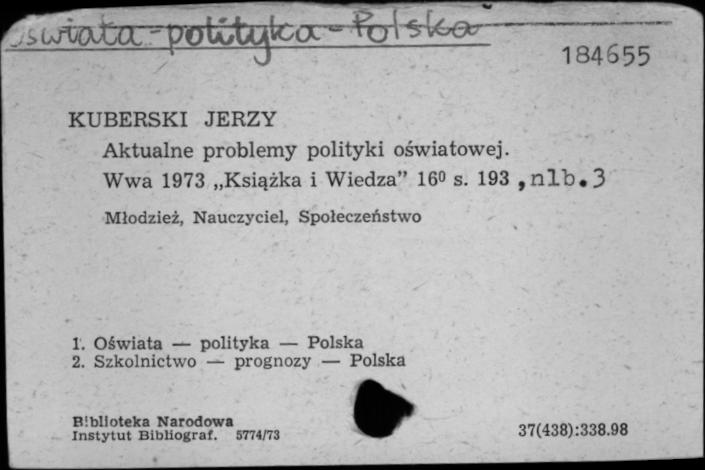 Oświata - polityka - Polska
184655
KUBERSKI JERZY
Aktualne problemy polityki oświatowej.
Wwa 1973 „Książka i Wiedza” 16⁰ s. 193 , nlb. 3
Młodzież, Nauczyciel, Społeczeństwo
1. Oświata — polityka — Polska
2. Szkolnictwo — prognozy — Polska
Biblioteka Narodowa
Instytut Bibliograf. 5774/73
37(438):338.98